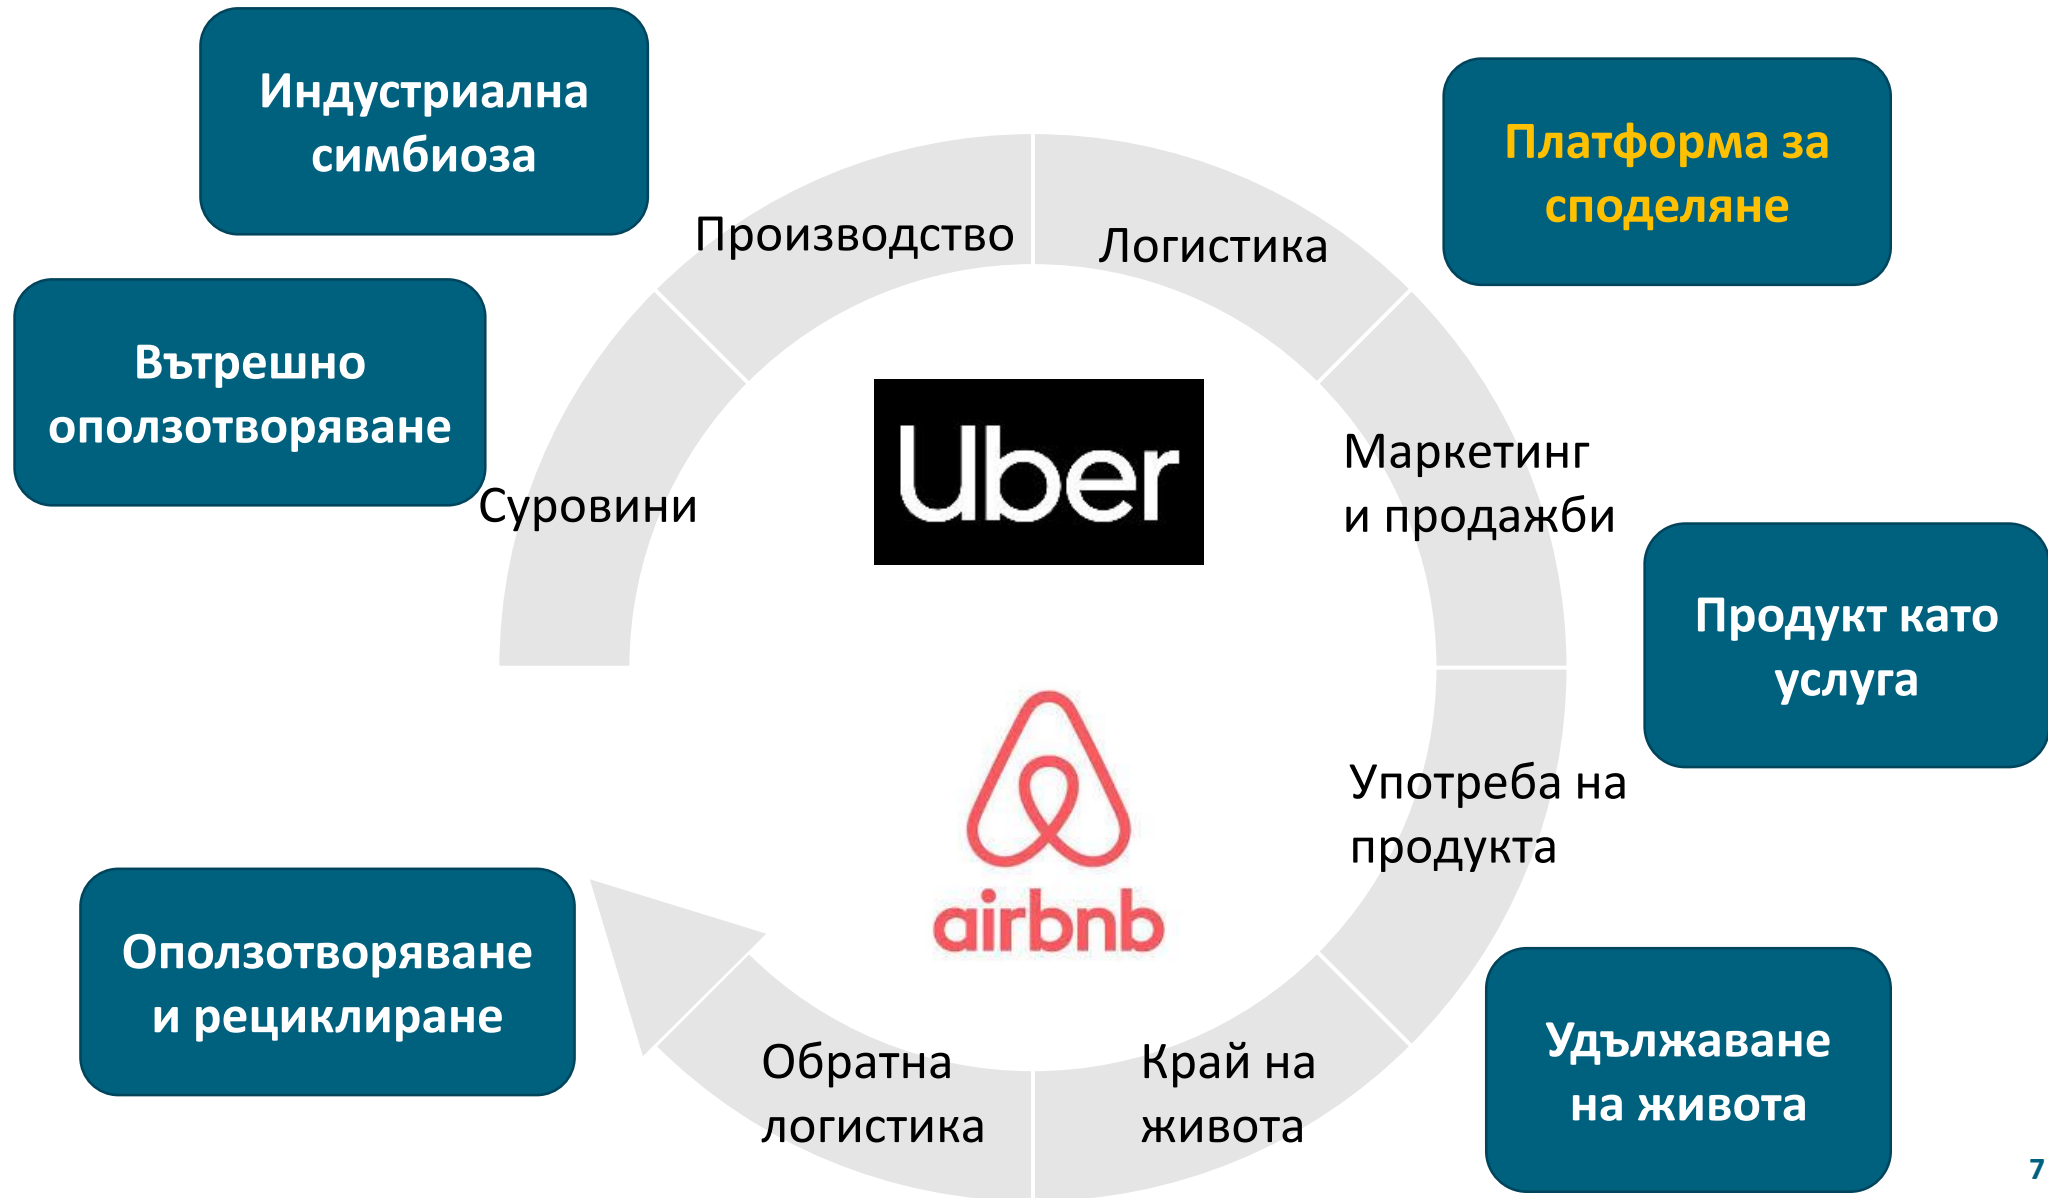 Индустриална
симбиоза
Платформа за
споделяне
Производство
Логистика
Вътрешно
оползотворяване
Суровини
Uber
Маркетинг
и продажби
Продукт като
услуга
Употреба на
продукта
airbnb
Оползотворяване
и рециклиране
Обратна
логистика
Край на
живота
Удължаване
на живота
7